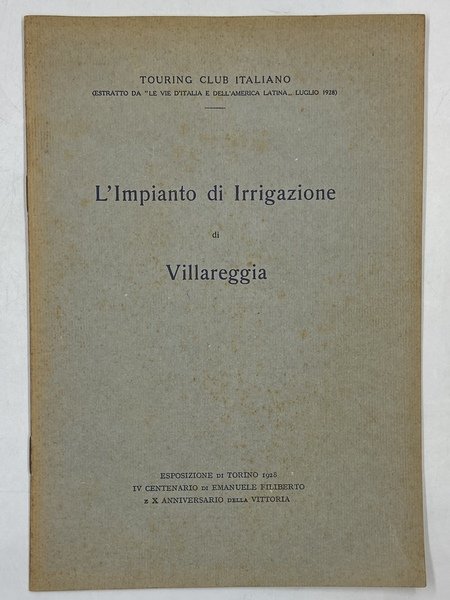 TOURING CLUB ITALIANO
(ESTRATTO DA "LE VIE D'ITALIA E DELL'AMERICA LATINA„ LUGLIO 1928)
L'Impianto di Irrigazione
di
Villareggia
ESPOSIZIONE DI TORINO 1928
IV CENTENARIO DI EMANUELE FILIBERTO
E X ANNIVERSARIO DELLA VITTORIA